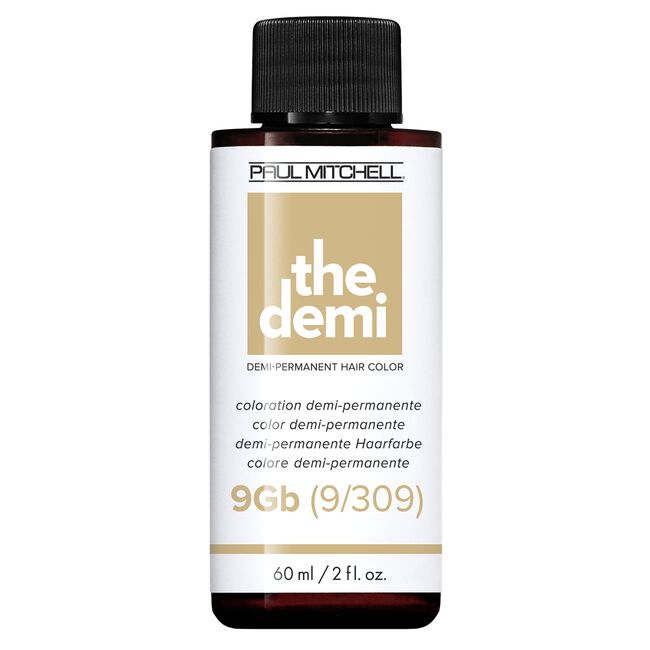 PAUL MITCHELL®
the
demi
DEMI-PERMANENT HAIR COLOR
coloration demi-permanente
color demi-permanente
demi-permanente Haarfarbe
colore demi-permanente
9Gb (9/309)
60 ml / 2 fl. oz.